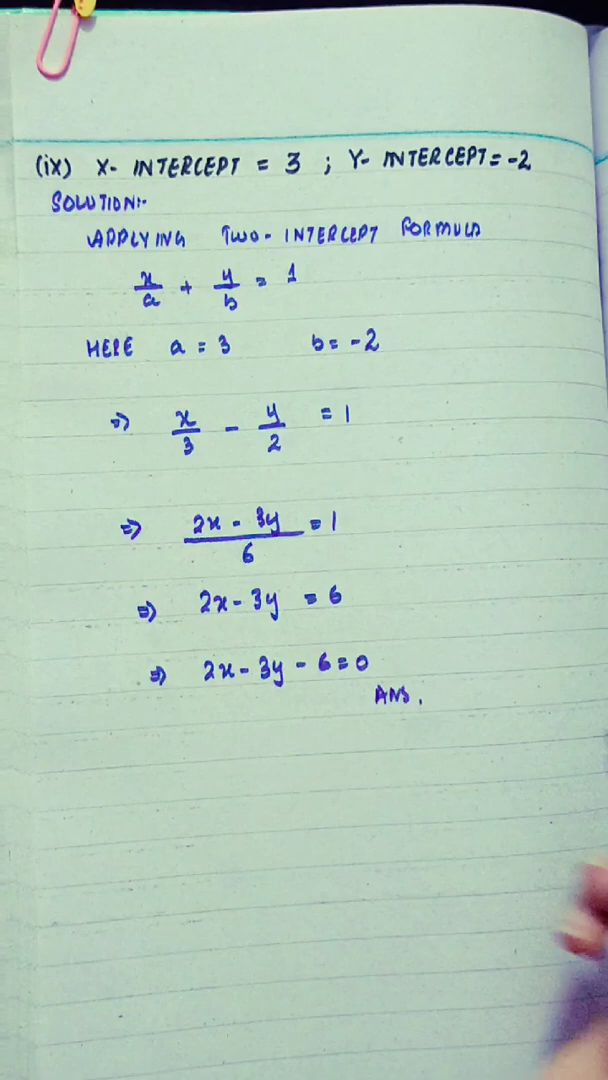 (ix) X- INTERCEPT = 3 ; Y- INTERCEPT = -2
SOLUTION:-
APPLYING TWO-INTERCEPT FORMULA
x/a + y/b = 1
HERE a = 3 b = -2
⇒ x/3 - y/2 = 1
⇒ (2x - 3y)/6 = 1
⇒ 2x - 3y = 6
⇒ 2x - 3y - 6 = 0
ANS.